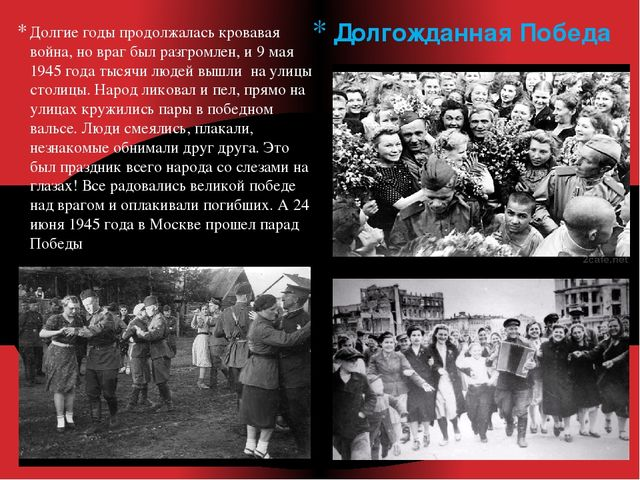 * Долгожданная Победа
* Долгие годы продолжалась кровавая
война, но враг был разгромлен, и 9 мая
1945 года тысячи людей вышли на улицы
столицы. Народ ликовал и пел, прямо на
улицах кружились пары в победном
вальсе. Люди смеялись, плакали,
незнакомые обнимали друг друга. Это
был праздник всего народа со слезами на
глазах! Все радовались великой победе
над врагом и оплакивали погибших. А 24
июня 1945 года в Москве прошел парад
Победы
2cafe.net